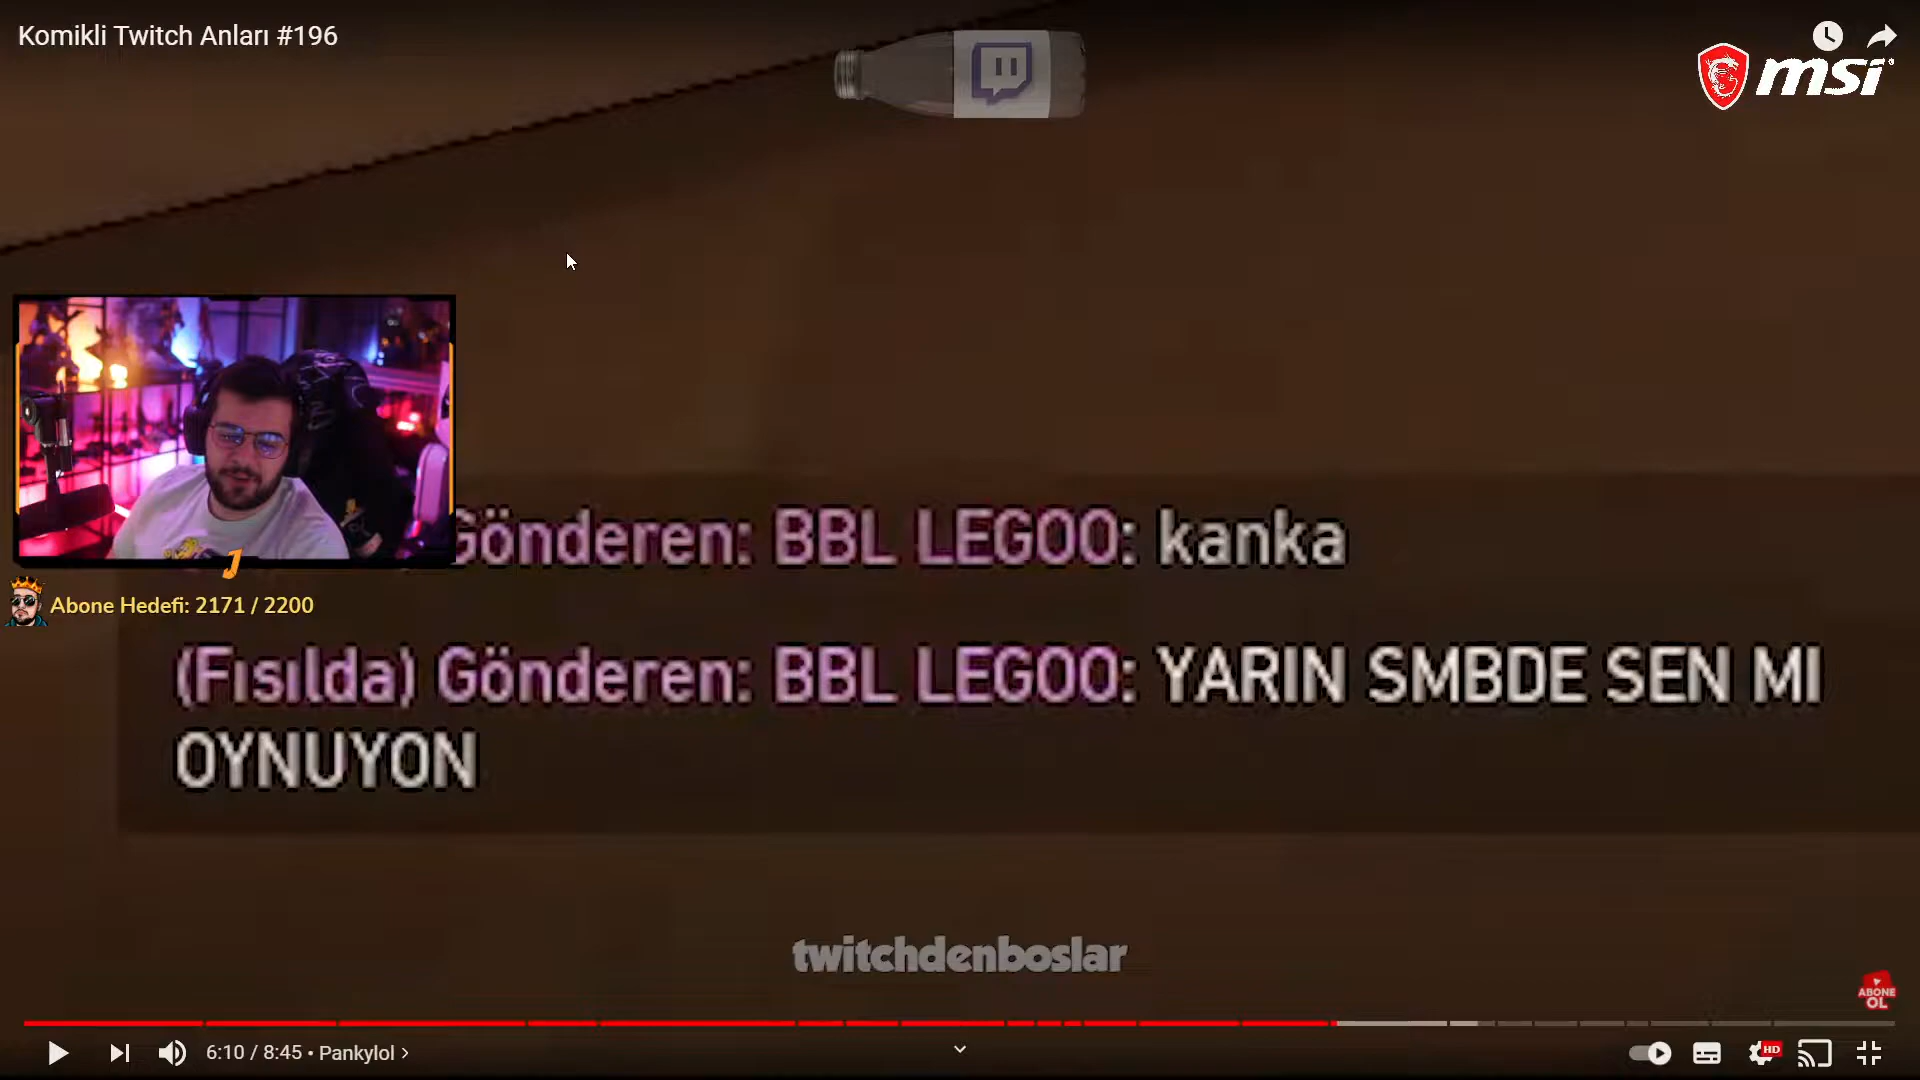 Komikli Twitch Anları #196
msi
Gönderen: BBL LEGOO: kanka
Abone Hedefi: 2171 / 2200
(Fısılda) Gönderen: BBL LEGOO: YARIN SMBDE SEN MI
OYNUYON
twitchdenboslar
ABONE
OL
6:10 / 8:45 • Pankylol
HD